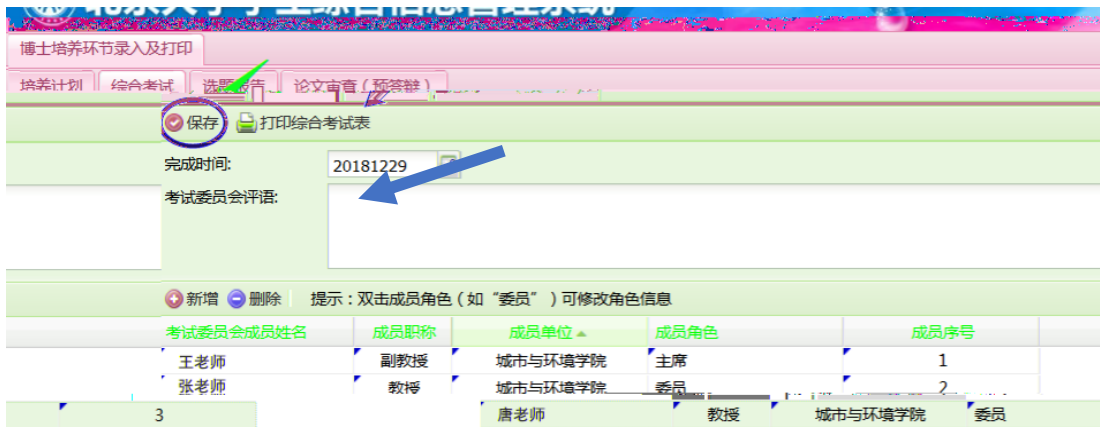 博士培养环节录入及打印
培养计划 综合考试 选题报告 论文审查（预答辩）
保存 打印综合考试表
完成时间: 20181229
考试委员会评语:
新增 删除 提示：双击成员角色（如“委员”）可修改角色信息
考试委员会成员姓名 成员职称 成员单位 成员角色 成员序号
王老师 副教授 城市与环境学院 主席 1
张老师 教授 城市与环境学院 委员 2
3 唐老师 教授 城市与环境学院 委员